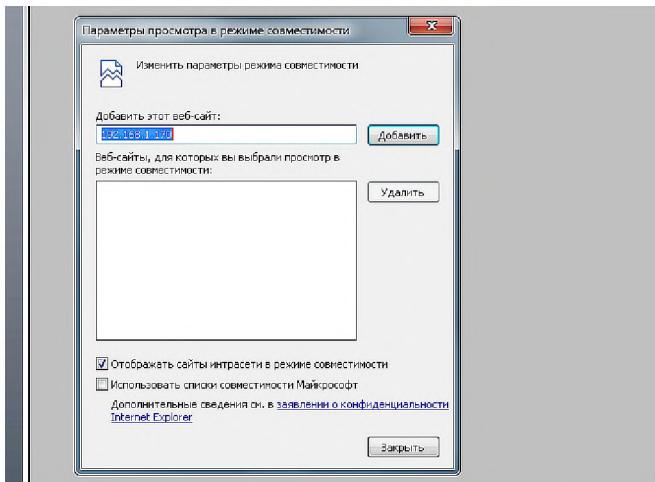 Параметры просмотра в режиме совместимости
Изменить параметры режима совместимости
Добавить этот веб-сайт:
192.168.1.170
Добавить
Веб-сайты, для которых вы выбрали просмотр в
режиме совместимости:
Удалить
Отображать сайты интрасети в режиме совместимости
Использовать списки совместимости Майкрософт
Дополнительные сведения см. в заявлении о конфиденциальности
Internet Explorer
Закрыть